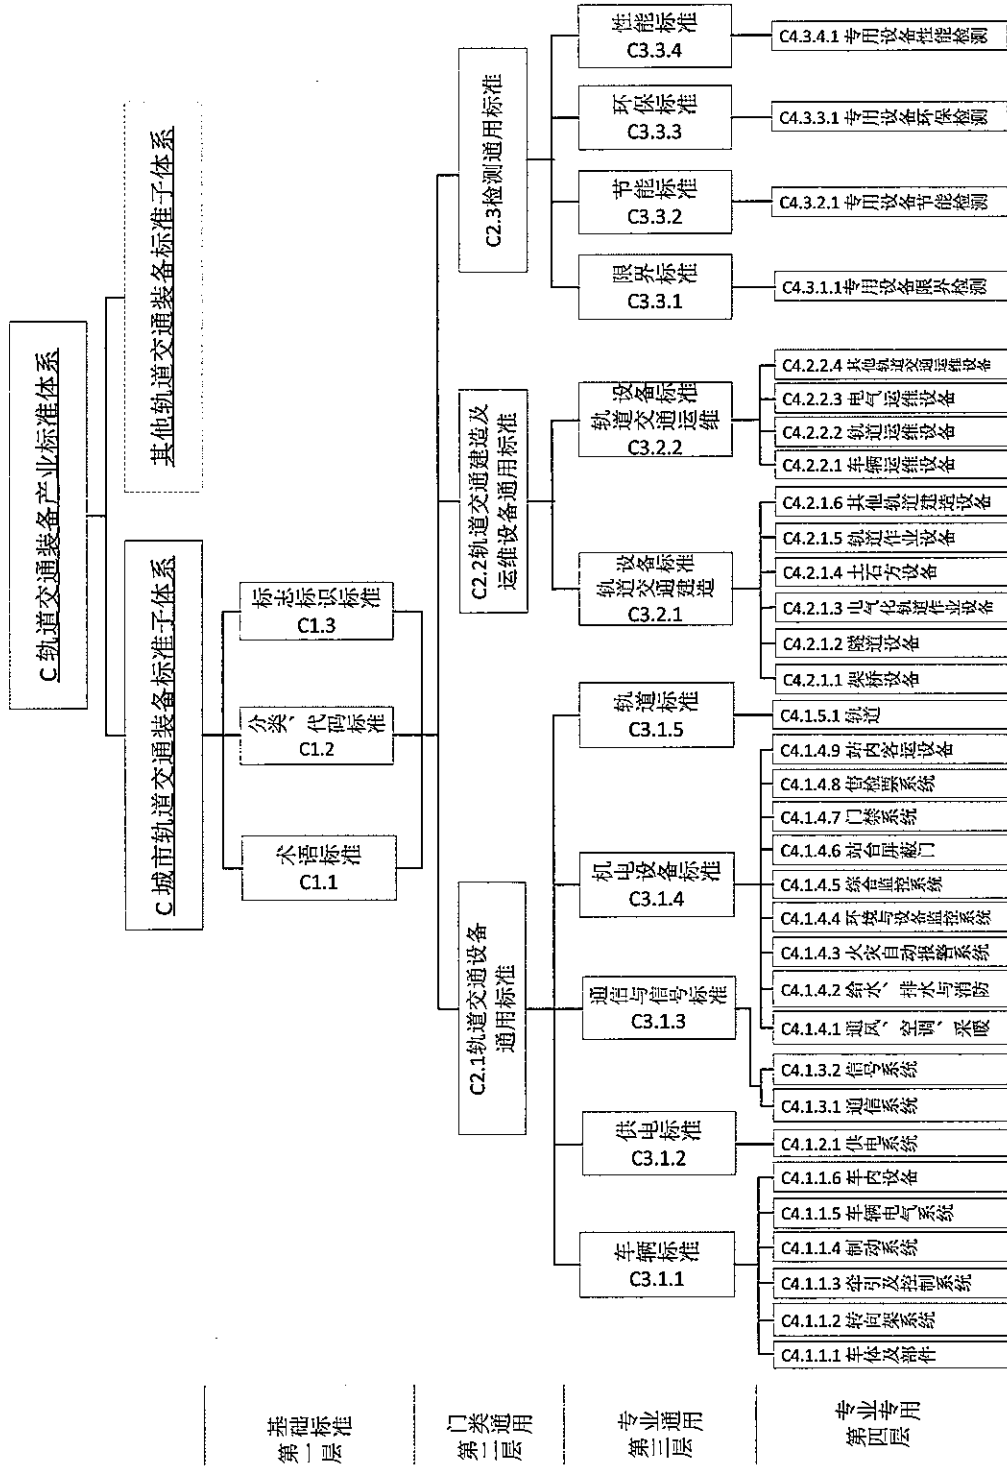 C 轨道交通装备产业标准体系
C 城市轨道交通装备标准子体系
其他轨道交通装备标准子体系
基础标准
第一层
术语标准
C1.1
分类、代码标准
C1.2
标志标识标准
C1.3
门类通用
第二层
C2.1轨道交通设备
通用标准
C2.2轨道交通建造及
运维设备通用标准
C2.3检测通用标准
专业通用
第三层
车辆标准
C3.1.1
供电标准
C3.1.2
通信与信号标准
C3.1.3
机电设备标准
C3.1.4
轨道标准
C3.1.5
设备标准
轨道交通建造
C3.2.1
设备标准
轨道交通运维
C3.2.2
限界标准
C3.3.1
节能标准
C3.3.2
环保标准
C3.3.3
性能标准
C3.3.4
专业专用
第四层
C4.1.1.1 车体及部件
C4.1.1.2 转向架系统
C4.1.1.3 牵引及控制系统
C4.1.1.4 制动系统
C4.1.1.5 车辆电气系统
C4.1.1.6 车内设备
C4.1.2.1 供电系统
C4.1.3.1 通信系统
C4.1.3.2 信号系统
C4.1.4.1 通风、空调、采暖
C4.1.4.2 给水、排水与消防
C4.1.4.3 火灾自动报警系统
C4.1.4.4 环境与设备监控系统
C4.1.4.5 综合监控系统
C4.1.4.6 站台屏蔽门
C4.1.4.7 门禁系统
C4.1.4.8 售检票系统
C4.1.4.9 站内客运设备
C4.1.5.1 轨道
C4.2.1.1 架桥设备
C4.2.1.2 隧道设备
C4.2.1.3 电气化轨道作业设备
C4.2.1.4 土石方设备
C4.2.1.5 轨道作业设备
C4.2.1.6 其他轨道建造设备
C4.2.2.1 车辆运维设备
C4.2.2.2 轨道运维设备
C4.2.2.3 电气运维设备
C4.2.2.4 其他轨道交通运维设备
C4.3.1.1专用设备限界检测
C4.3.2.1 专用设备节能检测
C4.3.3.1 专用设备环保检测
C4.3.4.1 专用设备性能检测